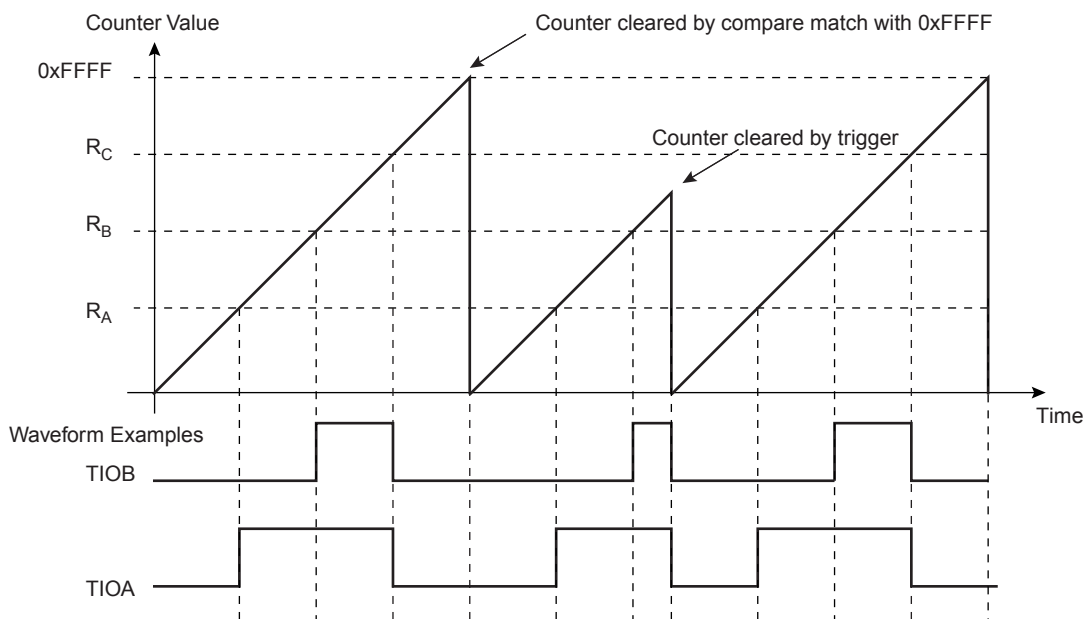 Counter Value
Counter cleared by compare match with 0xFFFF
0xFFFF
Counter cleared by trigger
RC
RB
RA
Time
Waveform Examples
TIOB
TIOA